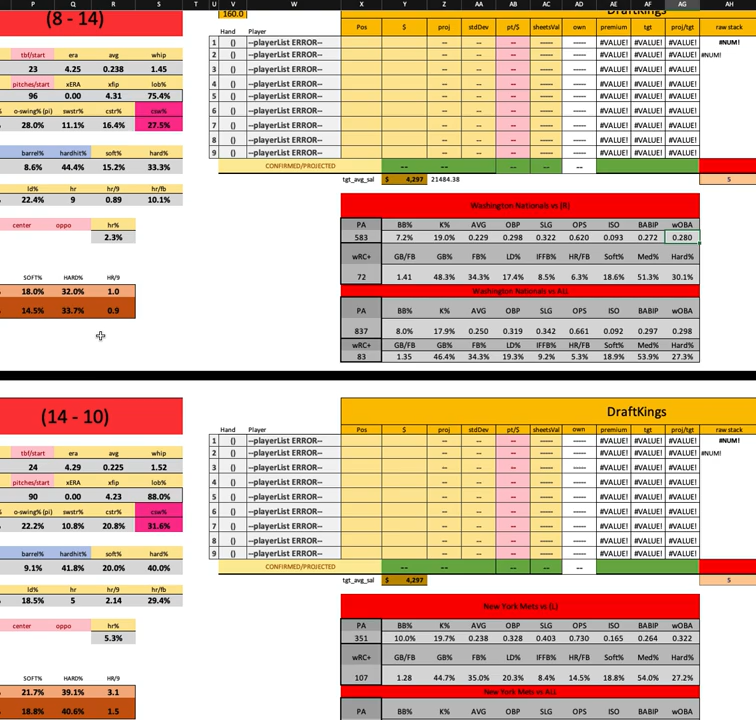 P Q R S T U V W X Y Z AA AB AC AD AE AF AG AH
(8 - 14) 160.0 DraftKings
Pos $ proj stdDev pt/$ sheetsVal own premium tgt proj/tgt raw stack
tbf/start era avg whip Hand Player
23 4.25 0.238 1.45 1 () --playerList ERROR-- -- -- -- ----- ----- #VALUE! #VALUE! #VALUE! #NUM!
pitches/start xERA xfip lob% 2 () --playerList ERROR-- -- -- -- ----- ----- #VALUE! #VALUE! #VALUE! #NUM!
3 () --playerList ERROR-- -- -- -- ----- ----- #VALUE! #VALUE! #VALUE!
96 0.00 4.31 75.4% 4 () --playerList ERROR-- -- -- -- ----- ----- #VALUE! #VALUE! #VALUE!
5 () --playerList ERROR-- -- -- -- ----- ----- #VALUE! #VALUE! #VALUE!
o-swing% (pi) swstr% cstr% csw% 6 () --playerList ERROR-- -- -- -- ----- ----- #VALUE! #VALUE! #VALUE!
28.0% 11.1% 16.4% 27.5% 7 () --playerList ERROR-- -- -- -- ----- ----- #VALUE! #VALUE! #VALUE!
8 () --playerList ERROR-- -- -- -- ----- ----- #VALUE! #VALUE! #VALUE!
barrel% hardhit% soft% hard% 9 () --playerList ERROR-- -- -- -- ----- ----- #VALUE! #VALUE! #VALUE!
8.6% 44.4% 15.2% 33.3% CONFIRMED/PROJECTED -- -- -- -- --
tgt_avg_sal $ 4,297 21484.38 5
ld% hr hr/9 hr/fb
22.4% 9 0.89 10.1% Washington Nationals vs (R)
center oppo hr% PA BB% K% AVG OBP SLG OPS ISO BABIP wOBA
2.3% 583 7.2% 19.0% 0.229 0.298 0.322 0.620 0.093 0.272 0.280
wRC+ GB/FB GB% FB% LD% IFFB% HR/FB Soft% Med% Hard%
SOFT% HARD% HR/9 72 1.41 48.3% 34.3% 17.4% 8.5% 6.3% 18.6% 51.3% 30.1%
18.0% 32.0% 1.0 Washington Nationals vs ALL
14.5% 33.7% 0.9 PA BB% K% AVG OBP SLG OPS ISO BABIP wOBA
837 8.0% 17.9% 0.250 0.319 0.342 0.661 0.092 0.297 0.298
wRC+ GB/FB GB% FB% LD% IFFB% HR/FB Soft% Med% Hard%
83 1.35 46.4% 34.3% 19.3% 9.2% 5.3% 18.9% 53.9% 27.3%
(14 - 10) DraftKings
Hand Player Pos $ proj stdDev pt/$ sheetsVal own premium tgt proj/tgt raw stack
1 () --playerList ERROR-- -- -- -- ----- ----- #VALUE! #VALUE! #VALUE! #NUM!
tbf/start era avg whip 2 () --playerList ERROR-- -- -- -- ----- ----- #VALUE! #VALUE! #VALUE! #NUM!
24 4.29 0.225 1.52 3 () --playerList ERROR-- -- -- -- ----- ----- #VALUE! #VALUE! #VALUE!
pitches/start xERA xfip lob% 4 () --playerList ERROR-- -- -- -- ----- ----- #VALUE! #VALUE! #VALUE!
90 0.00 4.23 88.0% 5 () --playerList ERROR-- -- -- -- ----- ----- #VALUE! #VALUE! #VALUE!
o-swing% (pi) swstr% cstr% csw% 6 () --playerList ERROR-- -- -- -- ----- ----- #VALUE! #VALUE! #VALUE!
22.2% 10.8% 20.8% 31.6% 7 () --playerList ERROR-- -- -- -- ----- ----- #VALUE! #VALUE! #VALUE!
8 () --playerList ERROR-- -- -- -- ----- ----- #VALUE! #VALUE! #VALUE!
barrel% hardhit% soft% hard% 9 () --playerList ERROR-- -- -- -- ----- ----- #VALUE! #VALUE! #VALUE!
9.1% 41.8% 20.0% 40.0% CONFIRMED/PROJECTED -- -- -- -- --
tgt_avg_sal $ 4,297 5
ld% hr hr/9 hr/fb
18.5% 5 2.14 29.4% New York Mets vs (L)
center oppo hr% PA BB% K% AVG OBP SLG OPS ISO BABIP wOBA
5.3% 351 10.0% 19.7% 0.238 0.328 0.403 0.730 0.165 0.264 0.322
wRC+ GB/FB GB% FB% LD% IFFB% HR/FB Soft% Med% Hard%
SOFT% HARD% HR/9 107 1.28 44.7% 35.0% 20.3% 8.4% 14.5% 18.8% 54.0% 27.2%
21.7% 39.1% 3.1 New York Mets vs ALL
18.8% 40.6% 1.5 PA BB% K% AVG OBP SLG OPS ISO BABIP wOBA